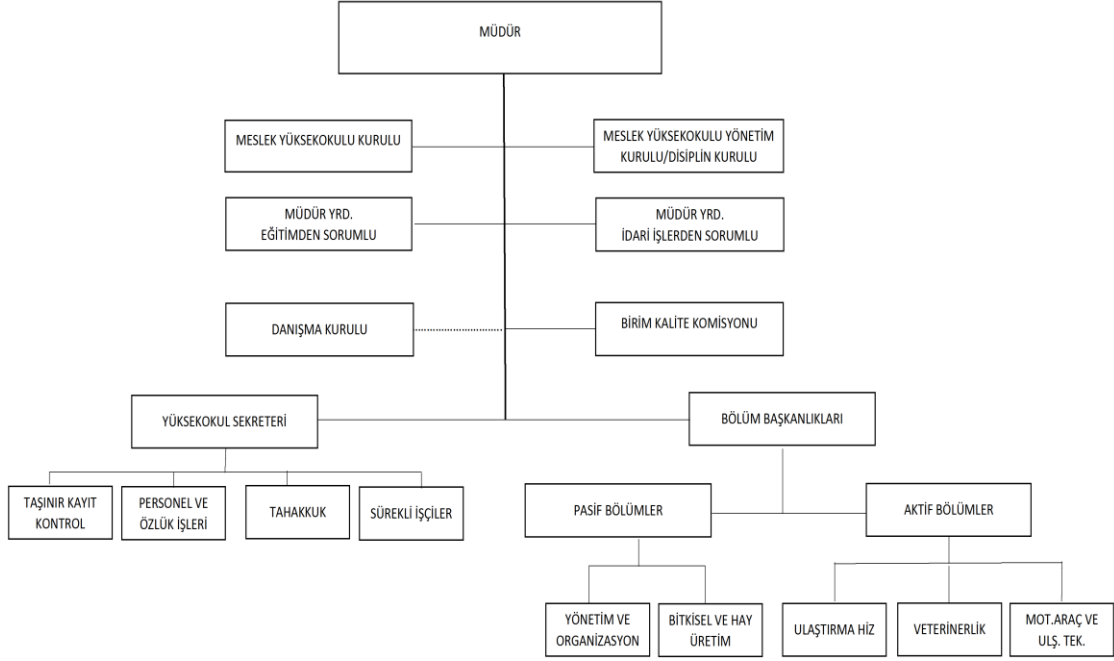 MÜDÜR
MESLEK YÜKSEKOKULU KURULU
MESLEK YÜKSEKOKULU YÖNETİM
KURULU/DİSİPLİN KURULU
MÜDÜR YRD.
EĞİTİMDEN SORUMLU
MÜDÜR YRD.
İDARİ İŞLERDEN SORUMLU
DANIŞMA KURULU
BİRİM KALİTE KOMİSYONU
YÜKSEKOKUL SEKRETERİ
BÖLÜM BAŞKANLIKLARI
TAŞINIR KAYIT
KONTROL
PERSONEL VE
ÖZLÜK İŞLERİ
TAHAKKUK
SÜREKLİ İŞÇİLER
PASİF BÖLÜMLER
AKTİF BÖLÜMLER
YÖNETİM VE
ORGANİZASYON
BİTKİSEL VE HAY
ÜRETİM
ULAŞTIRMA HİZ
VETERİNERLİK
MOT.ARAÇ VE
ULŞ. TEK.